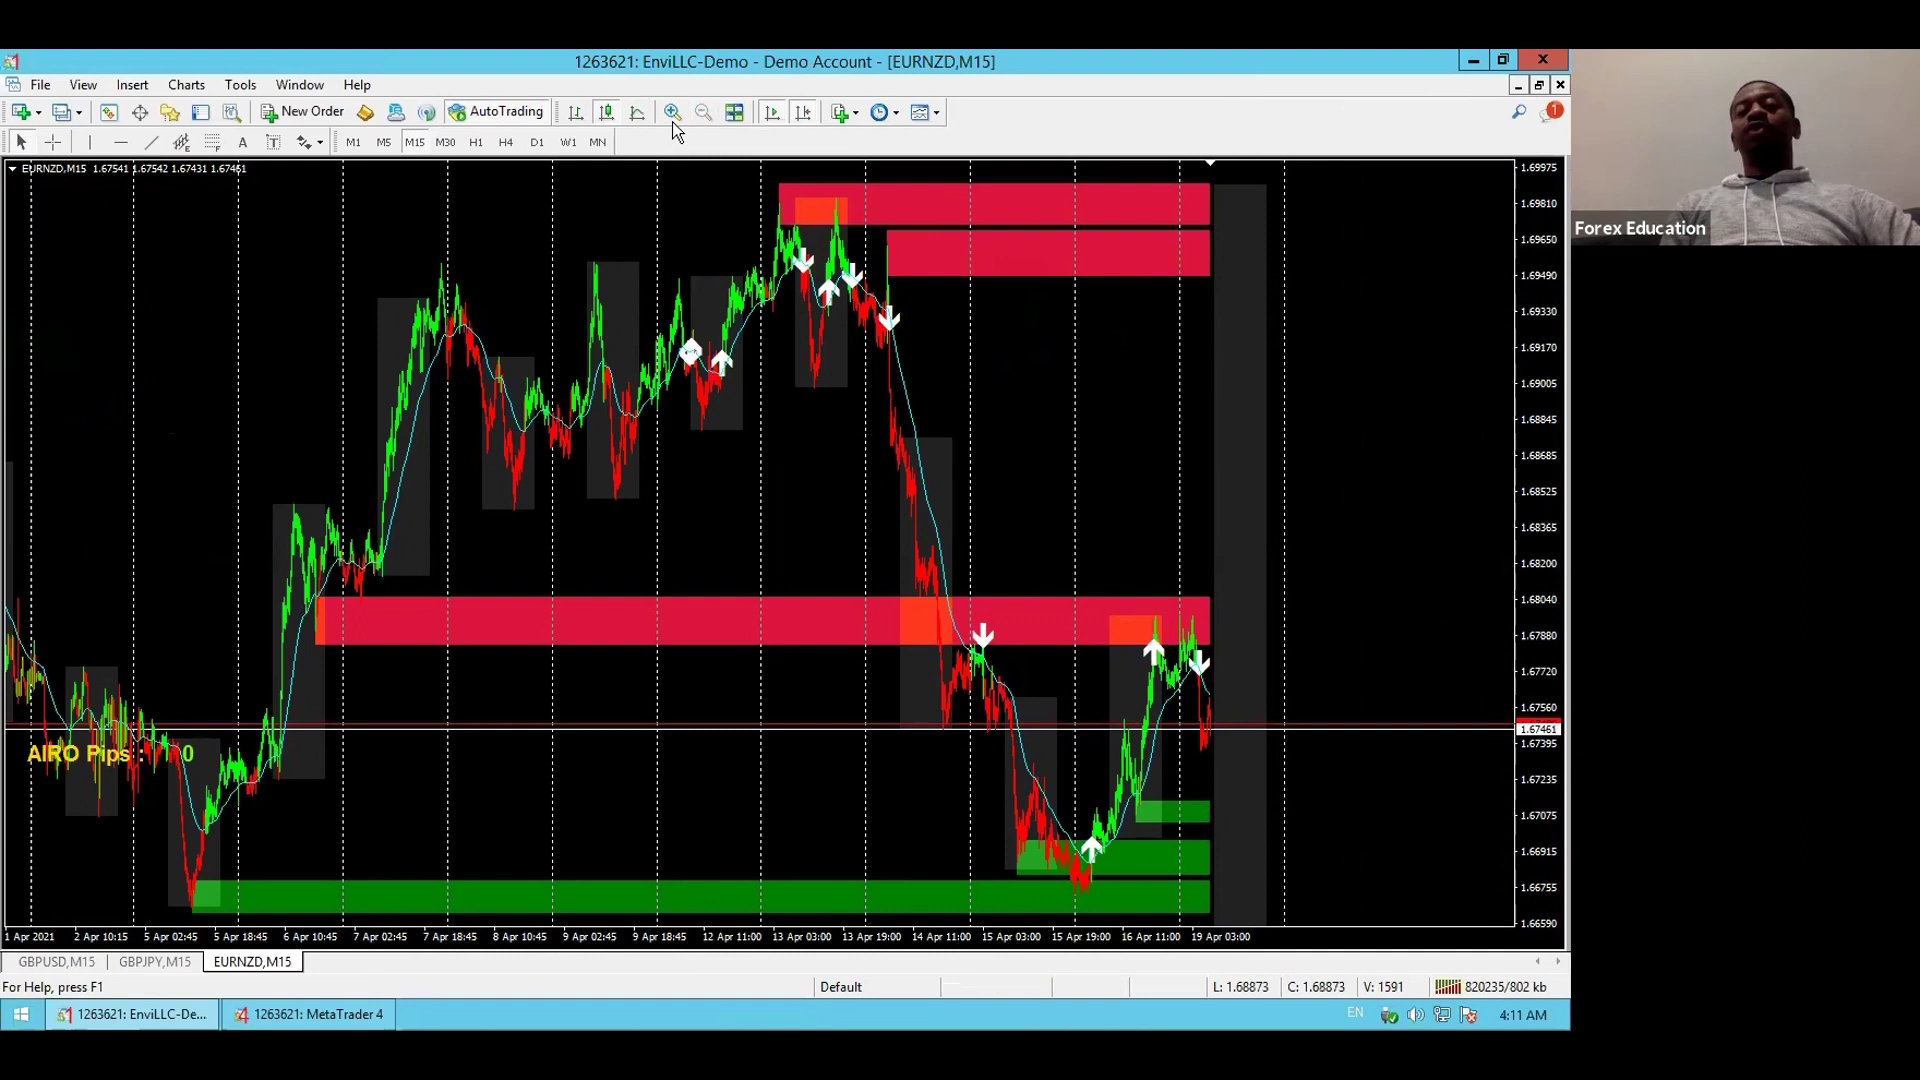 1263621: EnviLLC-Demo - Demo Account - [EURNZD,M15]
File View Insert Charts Tools Window Help
New Order AutoTrading 1
A M1 M5 M15 M30 H1 H4 D1 W1 MN
EURNZD,M15 1.67541 1.67542 1.67431 1.67461
1.69975
1.69810
1.69650
1.69490
1.69330
1.69170
1.69005
1.68845
1.68685
1.68525
1.68365
1.68200
1.68040
1.67880
1.67720
1.67560
1.67461
1.67395
1.67235
1.67075
1.66915
1.66755
1.66590
AIRO Pips : 0
1 Apr 2021 2 Apr 10:15 5 Apr 02:45 5 Apr 18:45 6 Apr 10:45 7 Apr 02:45 7 Apr 18:45 8 Apr 10:45 9 Apr 02:45 9 Apr 18:45 12 Apr 11:00 13 Apr 03:00 13 Apr 19:00 14 Apr 11:00 15 Apr 03:00 15 Apr 19:00 16 Apr 11:00 19 Apr 03:00
GBPUSD,M15 GBPJPY,M15 EURNZD,M15
For Help, press F1 Default L: 1.68873 C: 1.68873 V: 1591 820235/802 kb
1263621: EnviLLC-De... 1263621: MetaTrader 4 EN 4:11 AM
Forex Education